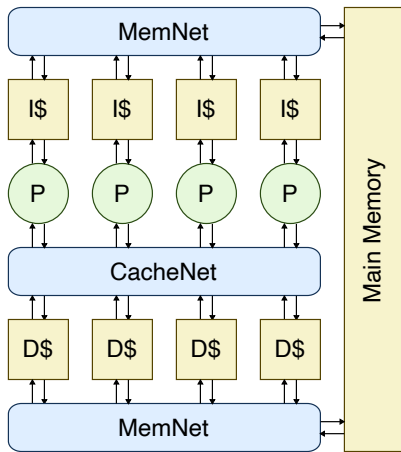 MemNet
I$ I$ I$ I$
P P P P
CacheNet
D$ D$ D$ D$
MemNet
Main Memory